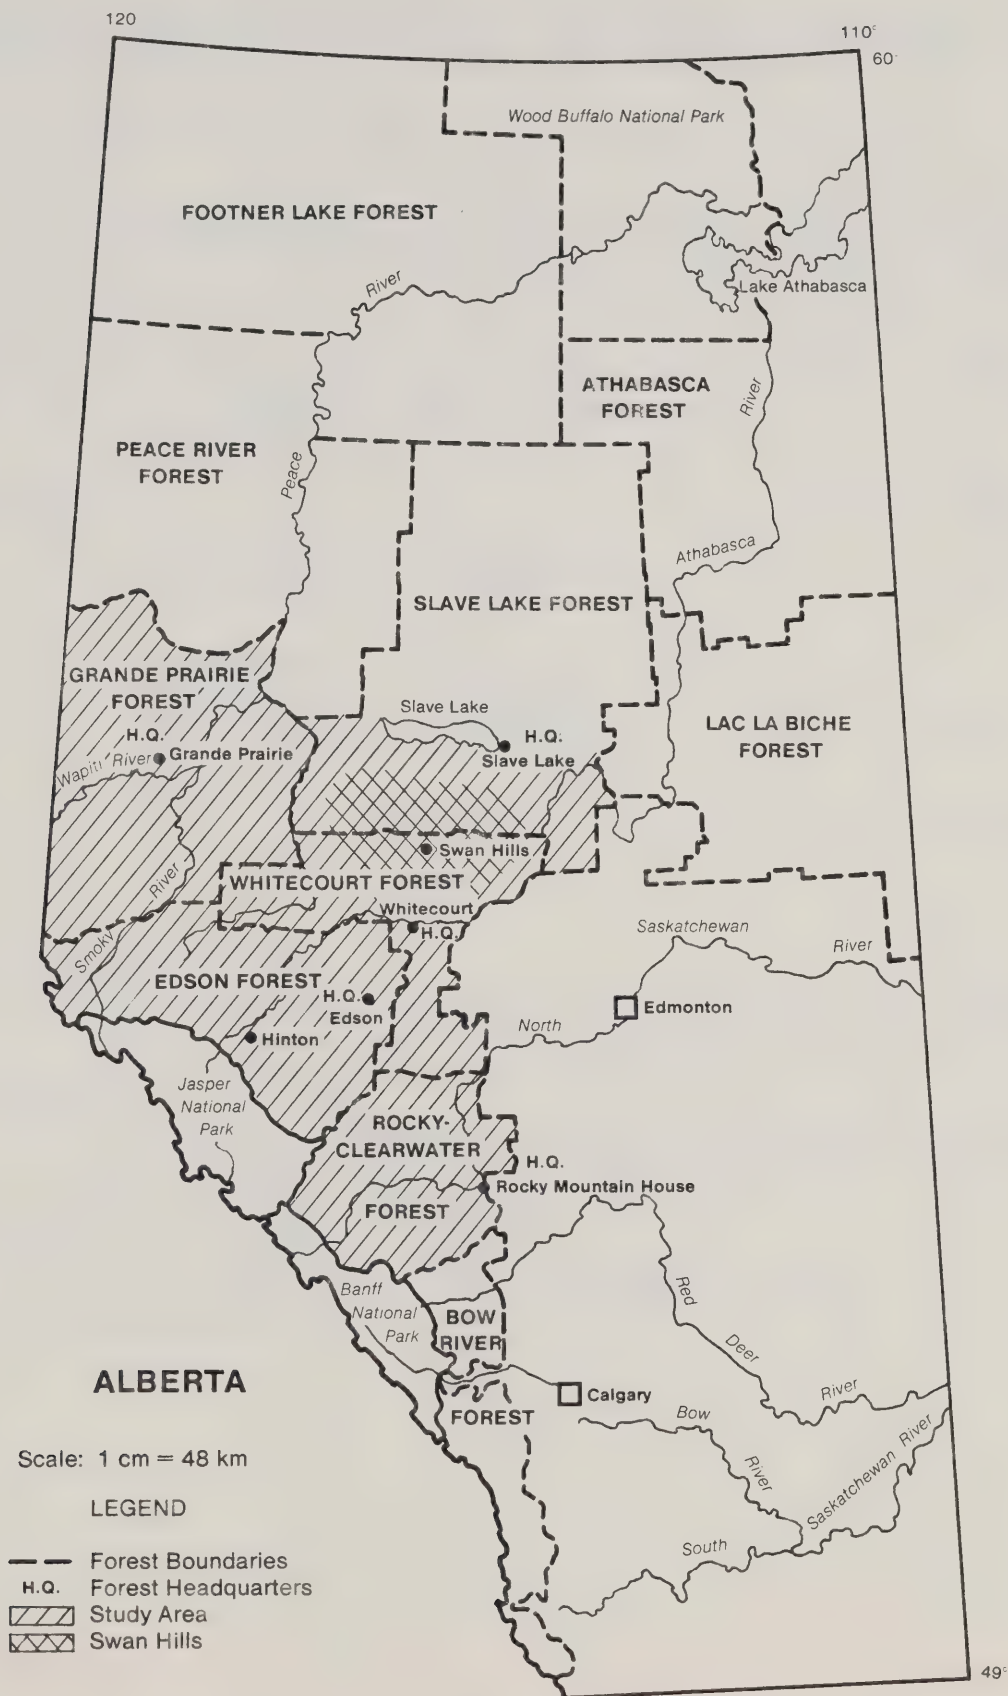 120
110°
60°
Wood Buffalo National Park
FOOTNER LAKE FOREST
River
Lake Athabasca
ATHABASCA
FOREST
River
PEACE RIVER
FOREST
Peace
Athabasca
SLAVE LAKE FOREST
GRANDE PRAIRIE
FOREST
H.Q.
Grande Prairie
Wapiti River
Slave Lake
H.Q.
Slave Lake
LAC LA BICHE
FOREST
Swan Hills
River
WHITECOURT FOREST
Whitecourt
H.Q.
Smoky
Saskatchewan
River
EDSON FOREST
H.Q.
Edson
Edmonton
North
Hinton
Jasper
National
Park
ROCKY-
CLEARWATER
FOREST
H.Q.
Rocky Mountain House
Banff
National
Park
BOW
RIVER
FOREST
Red
Deer
River
Calgary
Bow
River
South
Saskatchewan River
ALBERTA
Scale: 1 cm = 48 km
LEGEND
Forest Boundaries
H.Q. Forest Headquarters
Study Area
Swan Hills
49°